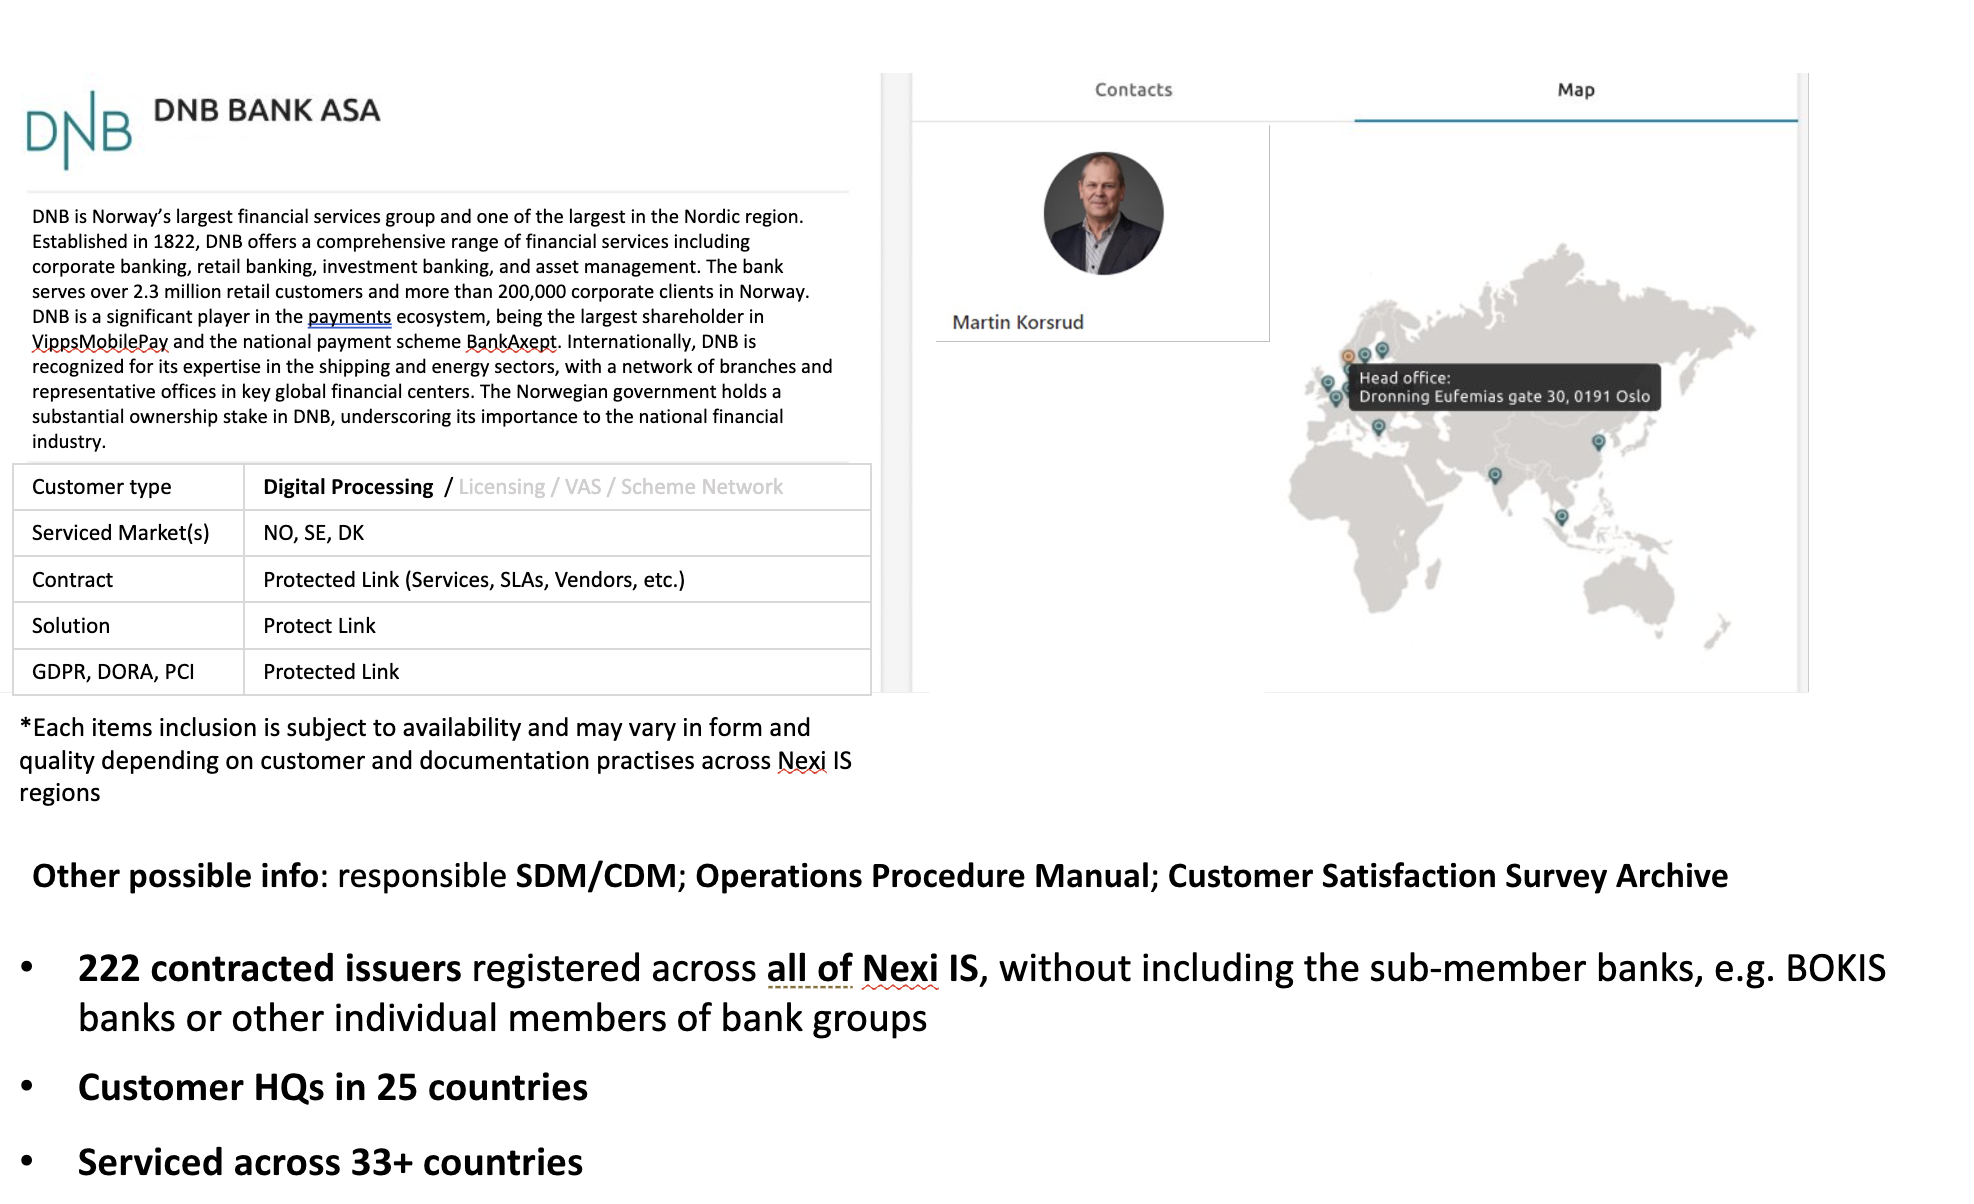 DNB
DNB BANK ASA
DNB is Norway’s largest financial services group and one of the largest in the Nordic region.
Established in 1822, DNB offers a comprehensive range of financial services including
corporate banking, retail banking, investment banking, and asset management. The bank
serves over 2.3 million retail customers and more than 200,000 corporate clients in Norway.
DNB is a significant player in the payments ecosystem, being the largest shareholder in
VippsMobilePay and the national payment scheme BankAxept. Internationally, DNB is
recognized for its expertise in the shipping and energy sectors, with a network of branches and
representative offices in key global financial centers. The Norwegian government holds a
substantial ownership stake in DNB, underscoring its importance to the national financial
industry.
Customer type Digital Processing / Licensing / VAS / Scheme Network
Serviced Market(s) NO, SE, DK
Contract Protected Link (Services, SLAs, Vendors, etc.)
Solution Protect Link
GDPR, DORA, PCI Protected Link
*Each items inclusion is subject to availability and may vary in form and
quality depending on customer and documentation practises across Nexi IS
regions
Contacts Map
Martin Korsrud
Head office:
Dronning Eufemias gate 30, 0191 Oslo
Other possible info: responsible SDM/CDM; Operations Procedure Manual; Customer Satisfaction Survey Archive
• 222 contracted issuers registered across all of Nexi IS, without including the sub-member banks, e.g. BOKIS
banks or other individual members of bank groups
• Customer HQs in 25 countries
• Serviced across 33+ countries